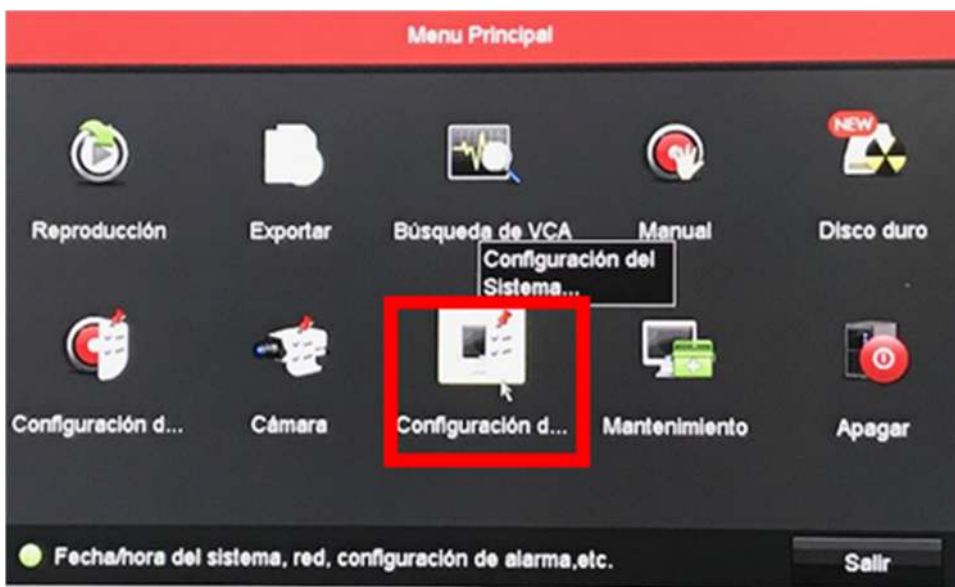 Menu Principal
NEW
Reproducción
Exportar
Búsqueda de VCA
Manual
Disco duro
Configuración del
Sistema...
Configuración d...
Cámara
Configuración d...
Mantenimiento
Apagar
Fecha/hora del sistema, red, configuración de alarma,etc.
Salir